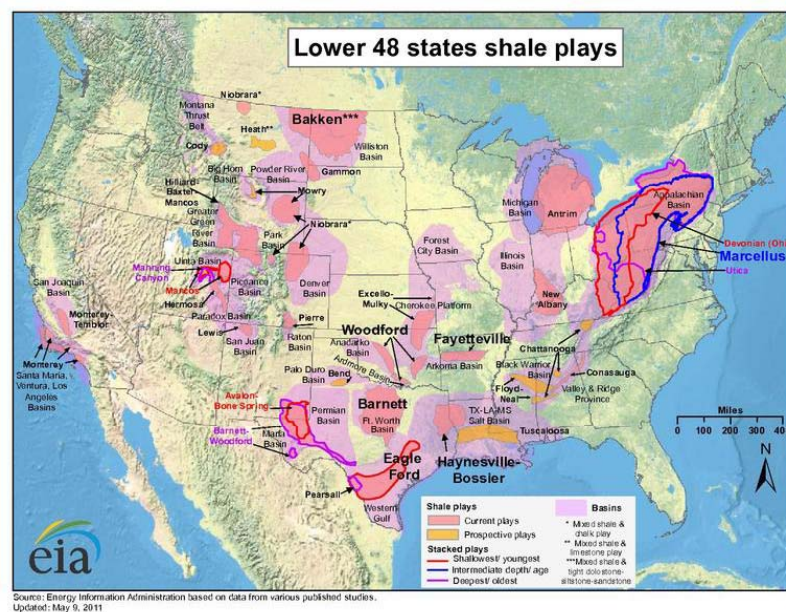 Lower 48 states shale plays
Montana
Thrust
Belt
Niobrara*
Heath**
Cody
Bakken***
Williston
Basin
Big Horn
Basin
Powder River
Basin
Gammon
Hilliard-
Baxter-
Mancos
Mowry
Greater
Green
River
Basin
Niobrara*
Park
Basin
Uinta Basin
Manning
Canyon
Mancos
Piceance
Basin
Denver
Basin
Hermosa
Paradox Basin
Lewis
San Juan
Basin
Pierre
Raton
Basin
San Joaquin
Basin
Monterey-
Temblor
Monterey
Santa Maria,
Ventura, Los
Angeles
Basins
Forest
City Basin
Excello-
Mulky
Cherokee Platform
Woodford
Anadarko
Basin
Ardmore Basin
Palo Duro
Basin
Bend
Fayetteville
Arkoma Basin
Michigan
Basin
Antrim
Illinois
Basin
New
Albany
Appalachian
Basin
Devonian (Ohi
Marcellus
Utica
Chattanooga
Black Warrior
Basin
Conasauga
Floyd-
Neal
Valley & Ridge
Province
Avalon-
Bone Spring
Permian
Basin
Barnett-
Woodford
Marfa
Basin
Barnett
Ft. Worth
Basin
TX-LA-MS
Salt Basin
Tuscaloosa
Haynesville-
Bossier
Eagle
Ford
Pearsall
Western
Gulf
Miles
0 100 200 300 40
N
Shale plays
Current plays
Prospective plays
Stacked plays
Shallowest/ youngest
Intermediate depth/ age
Deepest/ oldest
Basins
* Mixed shale &
chalk play
** Mixed shale &
limestone play
***Mixed shale &
tight dolostone-
siltstone-sandstone
eia
Source: Energy Information Administration based on data from various published studies.
Updated: May 9, 2011